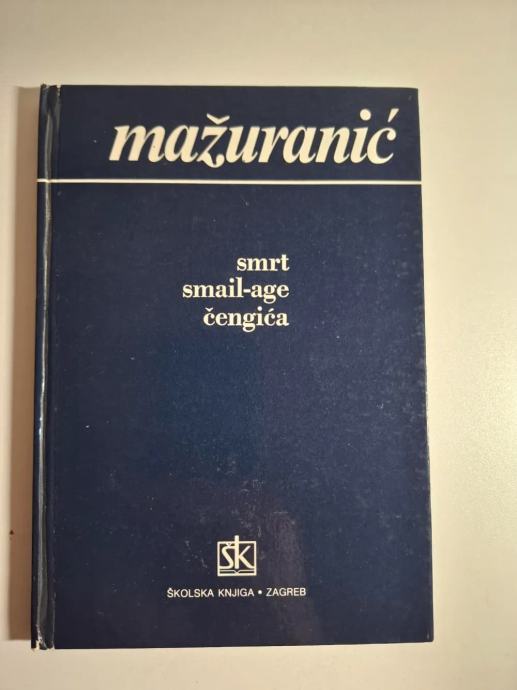 mažuranić
smrt
smail-age
čengića
ŠK
ŠKOLSKA KNJIGA • ZAGREB